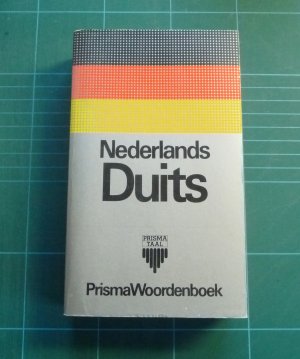 Nederlands
Duits
PRISMA
TAAL
PrismaWoordenboek